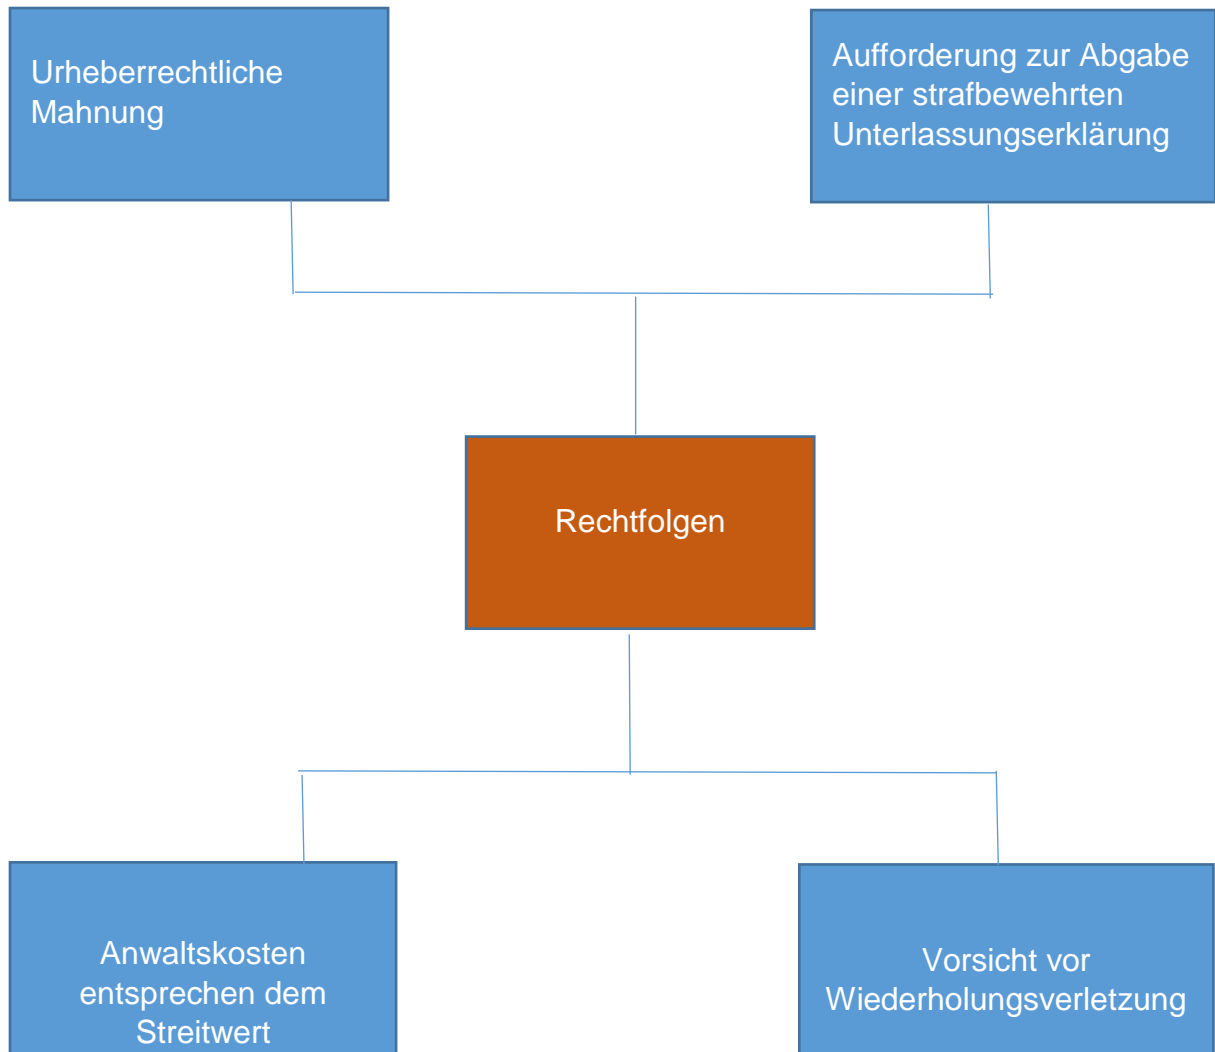 Urheberrechtliche
Mahnung
Aufforderung zur Abgabe
einer strafbewehrten
Unterlassungserklärung
Rechtfolgen
Anwaltskosten
entsprechen dem
Streitwert
Vorsicht vor
Wiederholungsverletzung